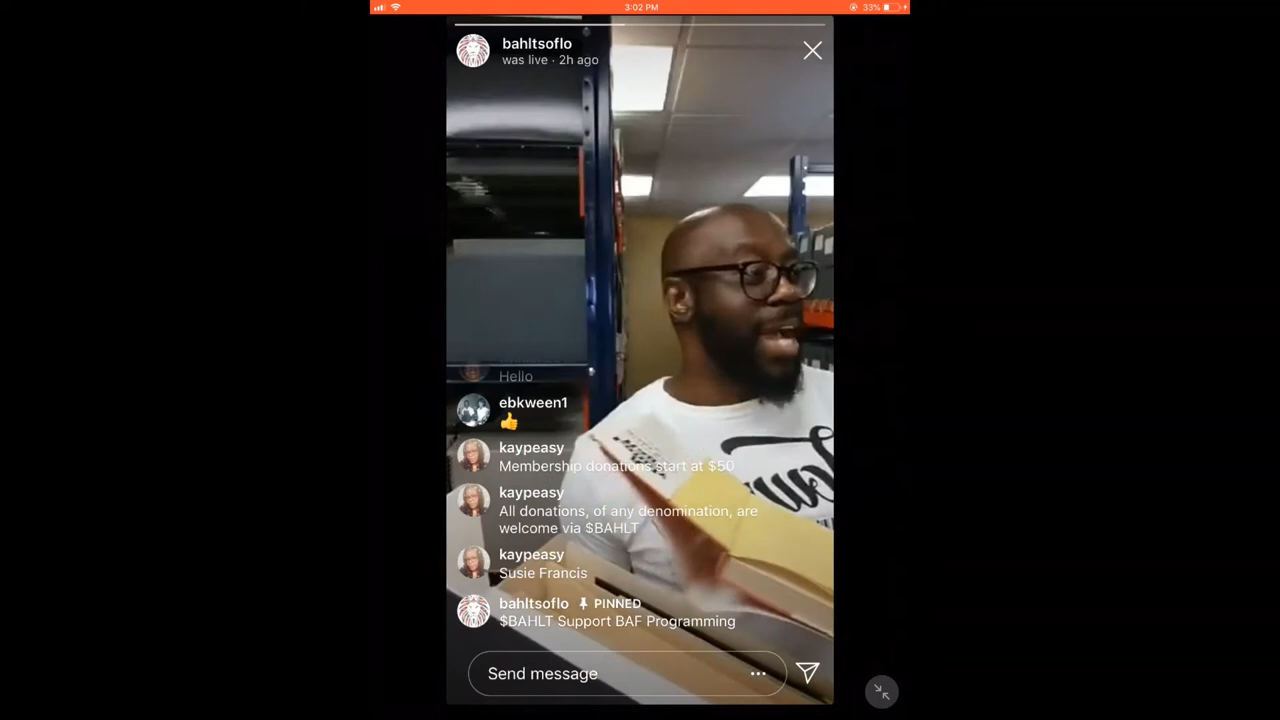 3:02 PM
33%
bahltsoflo
was live · 2h ago
Hello
ebkween1
👍
kaypeasy
Membership donations start at $50
kaypeasy
All donations, of any denomination, are
welcome via $BAHLT
kaypeasy
Susie Francis
bahltsoflo PINNED
$BAHLT Support BAF Programming
Send message